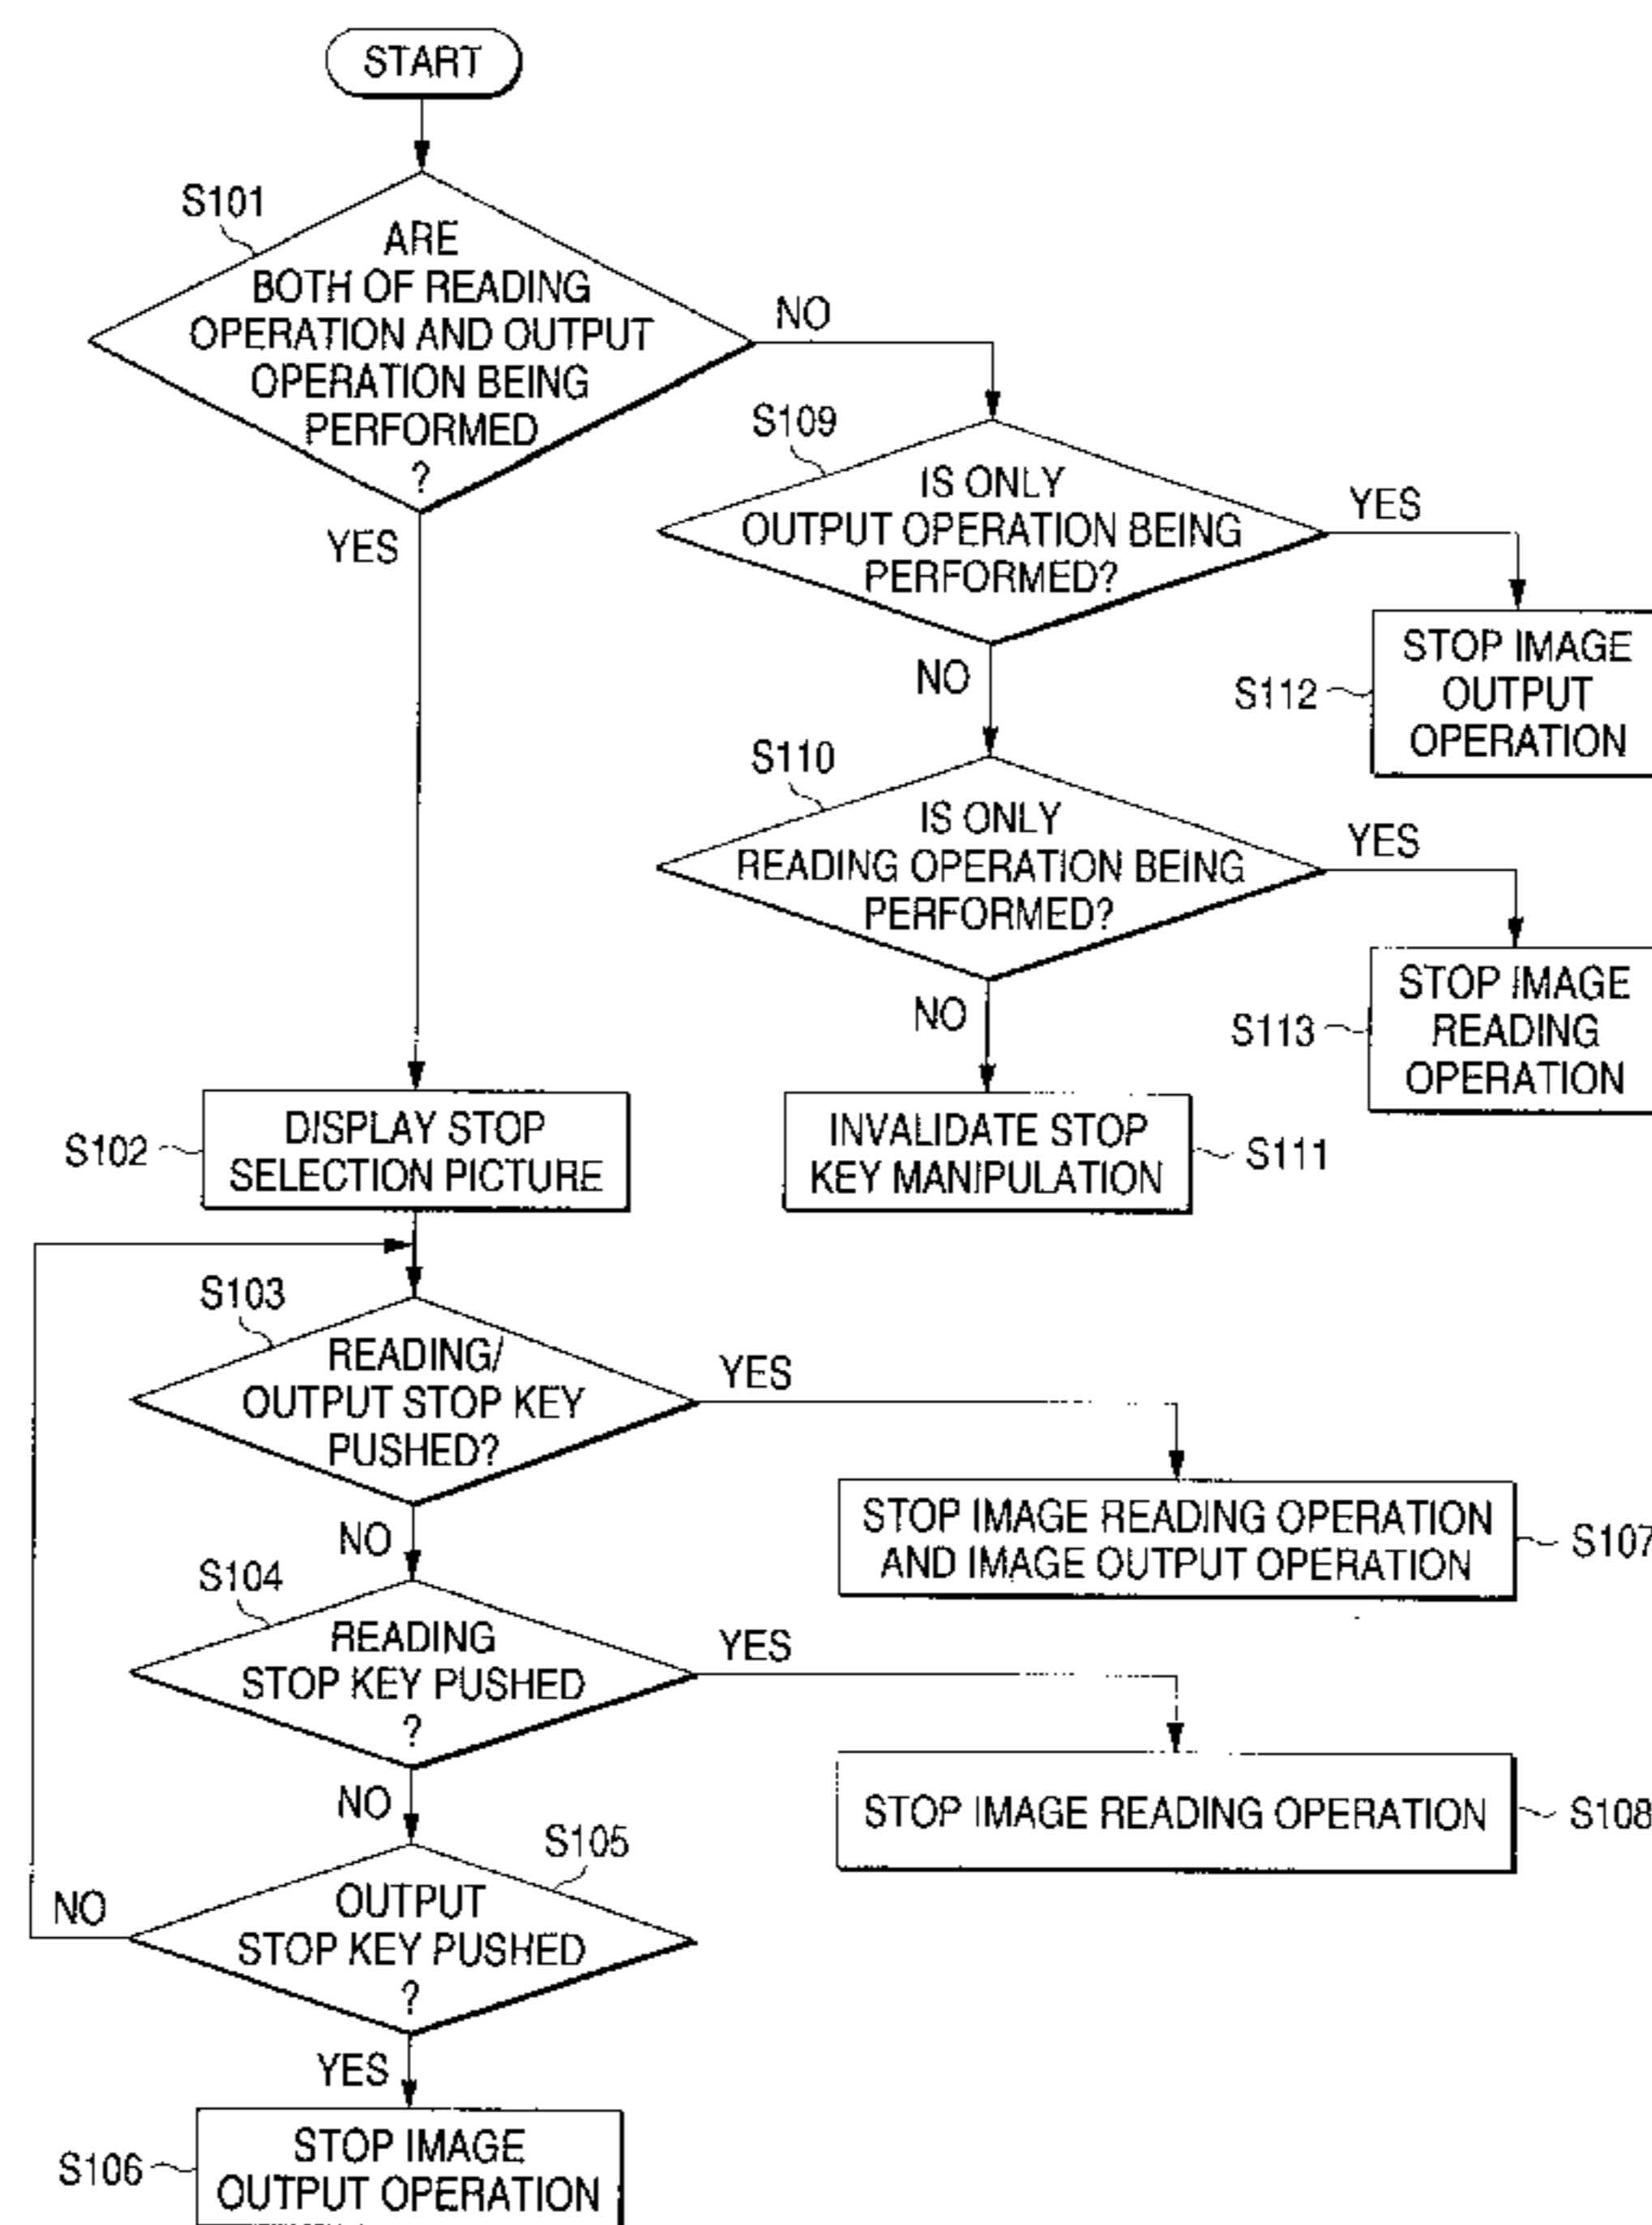 START
S101
ARE
BOTH OF READING
OPERATION AND OUTPUT
OPERATION BEING
PERFORMED
?
NO
YES
S109
IS ONLY
OUTPUT OPERATION BEING
PERFORMED?
YES
NO
S112
STOP IMAGE
OUTPUT
OPERATION
S110
IS ONLY
READING OPERATION BEING
PERFORMED?
YES
NO
S113
STOP IMAGE
READING
OPERATION
S102
DISPLAY STOP
SELECTION PICTURE
INVALIDATE STOP
KEY MANIPULATION
S111
S103
READING/
OUTPUT STOP KEY
PUSHED?
YES
NO
STOP IMAGE READING OPERATION
AND IMAGE OUTPUT OPERATION
S107
S104
READING
STOP KEY PUSHED
?
YES
NO
STOP IMAGE READING OPERATION
S108
S105
OUTPUT
STOP KEY PUSHED
?
NO
YES
S106
STOP IMAGE
OUTPUT OPERATION